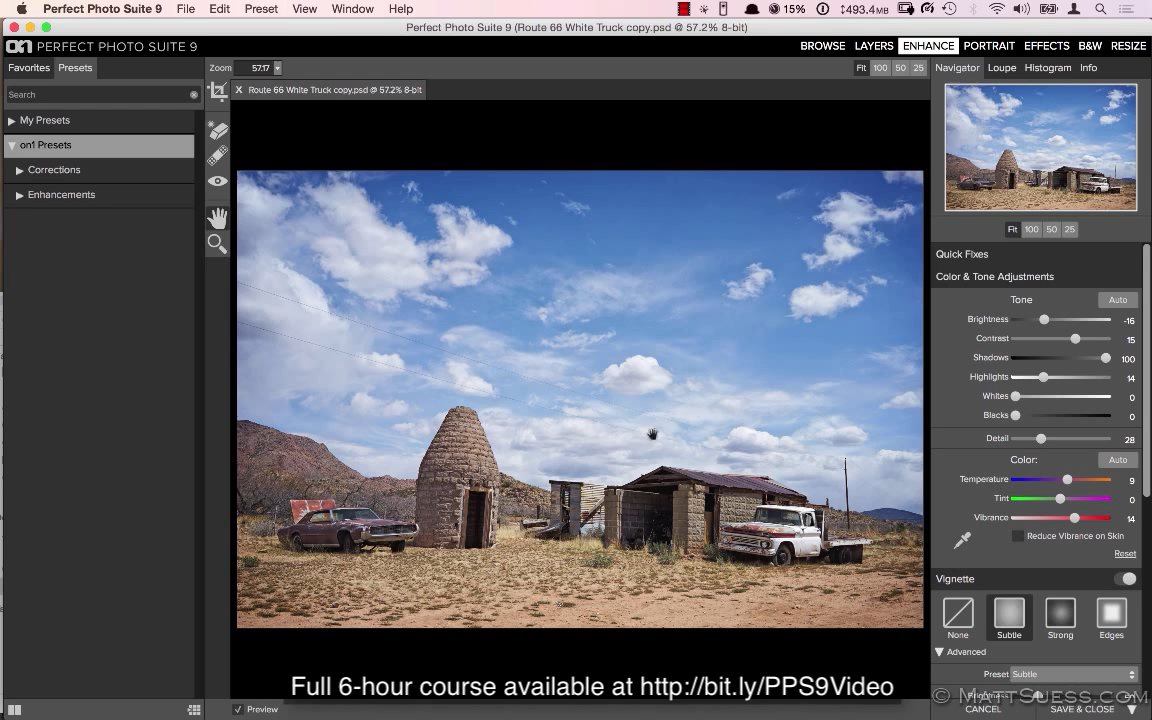 Perfect Photo Suite 9 File Edit Preset View Window Help 15% 493.4MB
Perfect Photo Suite 9 (Route 66 White Truck copy.psd @ 57.2% 8-bit)
on1 PERFECT PHOTO SUITE 9 BROWSE LAYERS ENHANCE PORTRAIT EFFECTS B&W RESIZE
Favorites Presets Zoom 57.17 Fit 100 50 25 Navigator Loupe Histogram Info
Search X Route 66 White Truck copy.psd @ 57.2% 8-bit
My Presets
on1 Presets
Corrections
Enhancements
Fit 100 50 25
Quick Fixes
Color & Tone Adjustments
Tone Auto
Brightness -16
Contrast 15
Shadows 100
Highlights 14
Whites 0
Blacks 0
Detail 28
Color: Auto
Temperature 9
Tint 0
Vibrance 14
Reduce Vibrance on Skin
Reset
Vignette
None Subtle Strong Edges
Advanced
Preset Subtle
Full 6-hour course available at http://bit.ly/PPS9Video
© MattSuess.com
Preview CANCEL SAVE & CLOSE